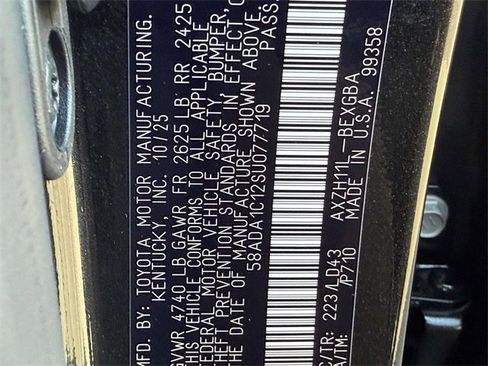 MFD. BY: TOYOTA MOTOR MANUFACTURING,
KENTUCKY, INC. 10/25
GVWR 4740 LB GAWR FR 2625 LB RR 2425
THIS VEHICLE CONFORMS TO ALL APPLICABLE
FEDERAL MOTOR VEHICLE SAFETY, BUMPER,
THEFT PREVENTION STANDARDS IN EFFECT O
THE DATE OF MANUFACTURE SHOWN ABOVE.
58ADA1C12SU077719 PASS.
C/TR: 223/LD43 AXZH11L-BEXGBA
A/TM: /P710 MADE IN U.S.A. 99358